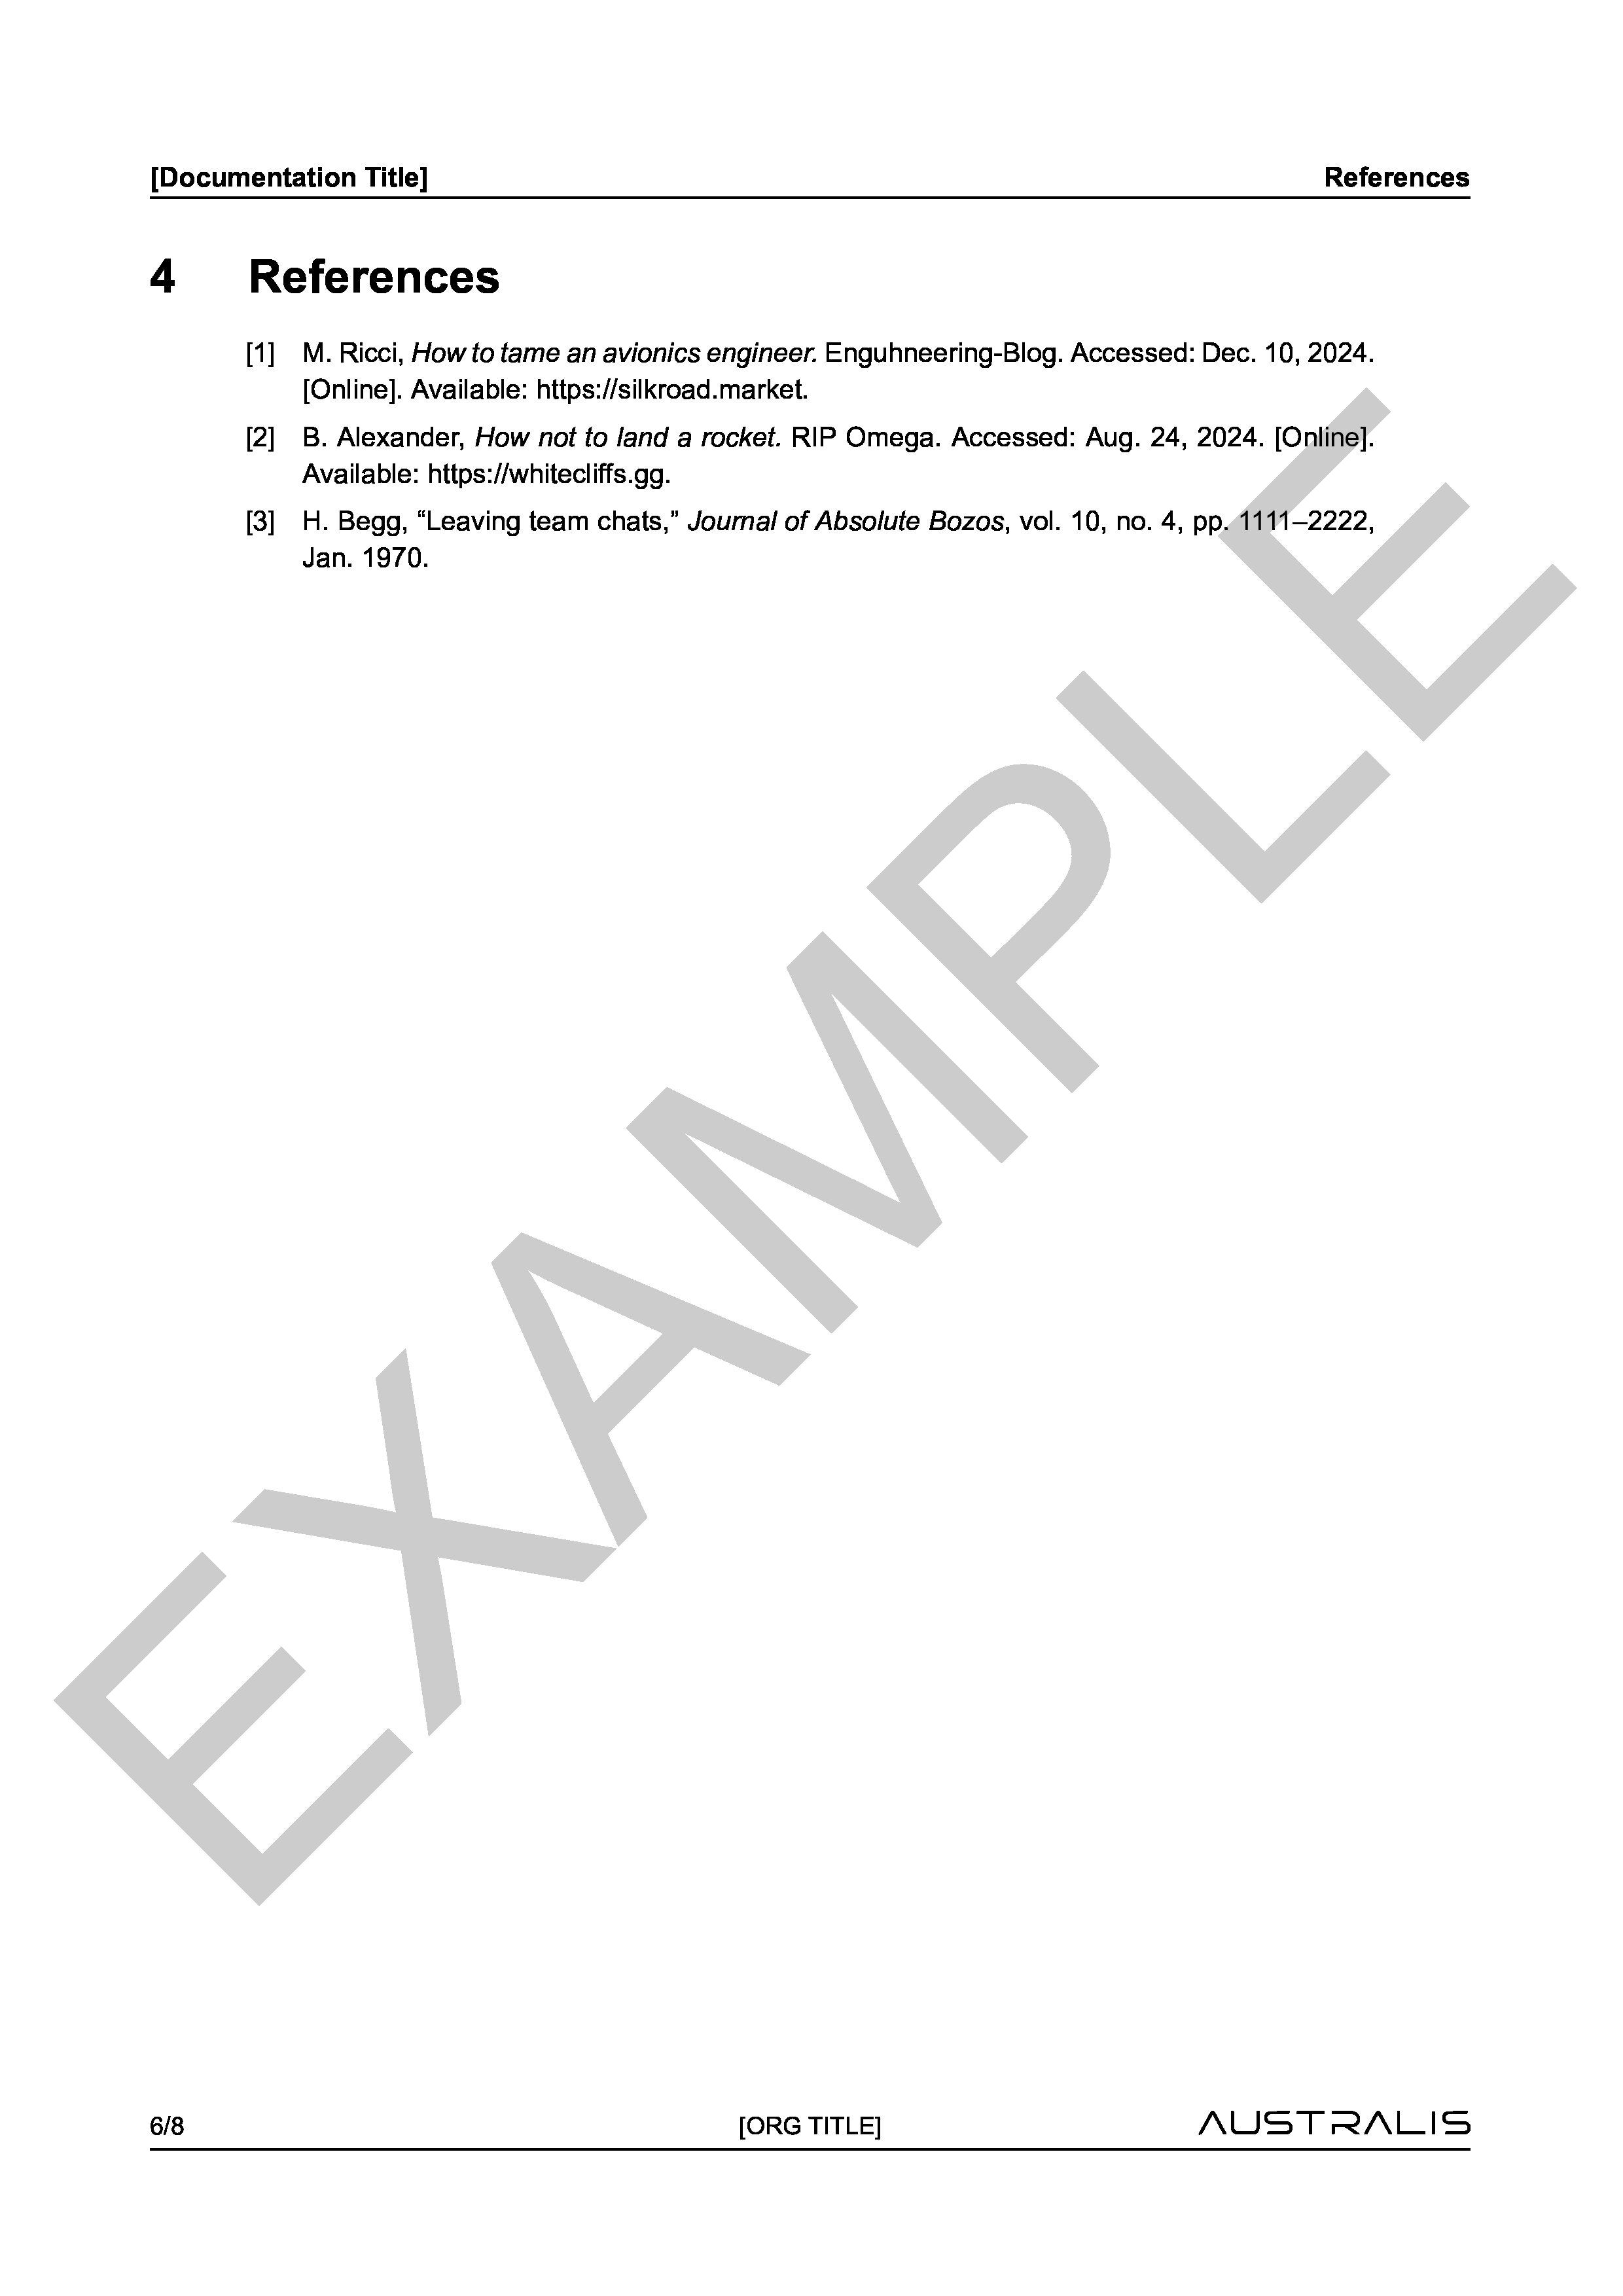 [Documentation Title] References
4 References
[1] M. Ricci, How to tame an avionics engineer. Enguhneering-Blog. Accessed: Dec. 10, 2024.
[Online]. Available: https://silkroad.market.
[2] B. Alexander, How not to land a rocket. RIP Omega. Accessed: Aug. 24, 2024. [Online].
Available: https://whitecliffs.gg.
[3] H. Begg, “Leaving team chats,” Journal of Absolute Bozos, vol. 10, no. 4, pp. 1111–2222,
Jan. 1970.
EXAMPLE
6/8 [ORG TITLE] AUSTRALIS